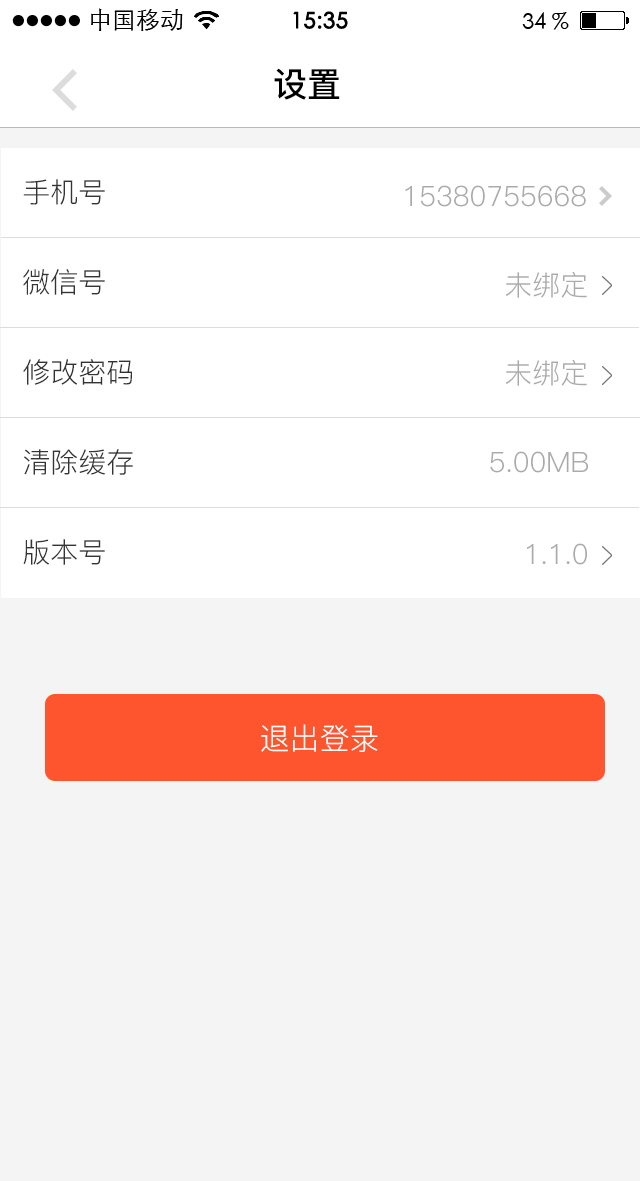 中国移动 15:35 34%
设置
手机号 15380755668
微信号 未绑定
修改密码 未绑定
清除缓存 5.00MB
版本号 1.1.0
退出登录